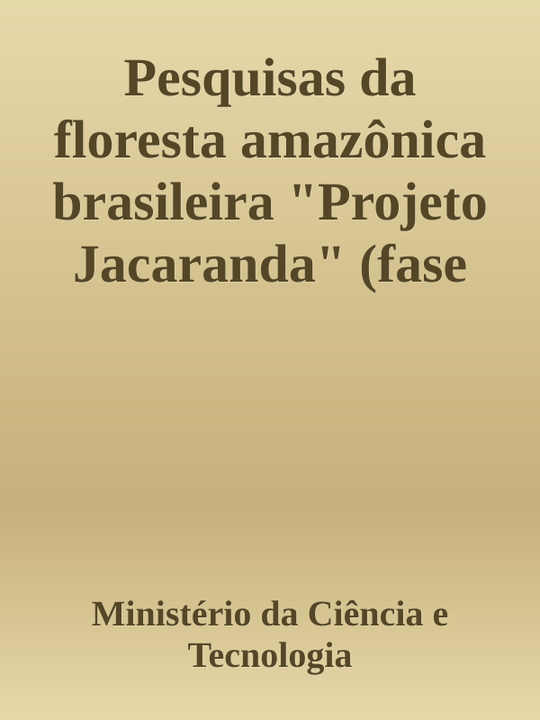 Pesquisas da
floresta amazônica
brasileira "Projeto
Jacaranda" (fase
Ministério da Ciência e
Tecnologia